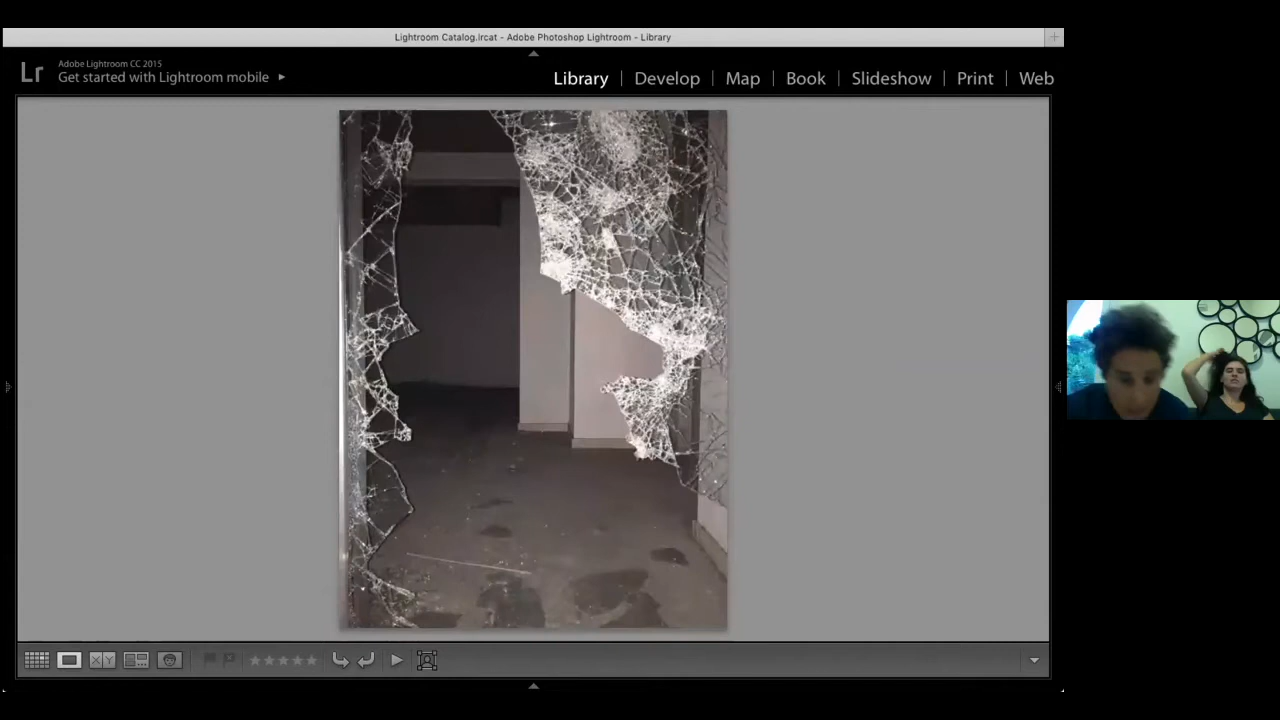 Lightroom Catalog.lrcat - Adobe Photoshop Lightroom - Library
Lr
Adobe Lightroom CC 2015
Get started with Lightroom mobile
Library | Develop | Map | Book | Slideshow | Print | Web
XY